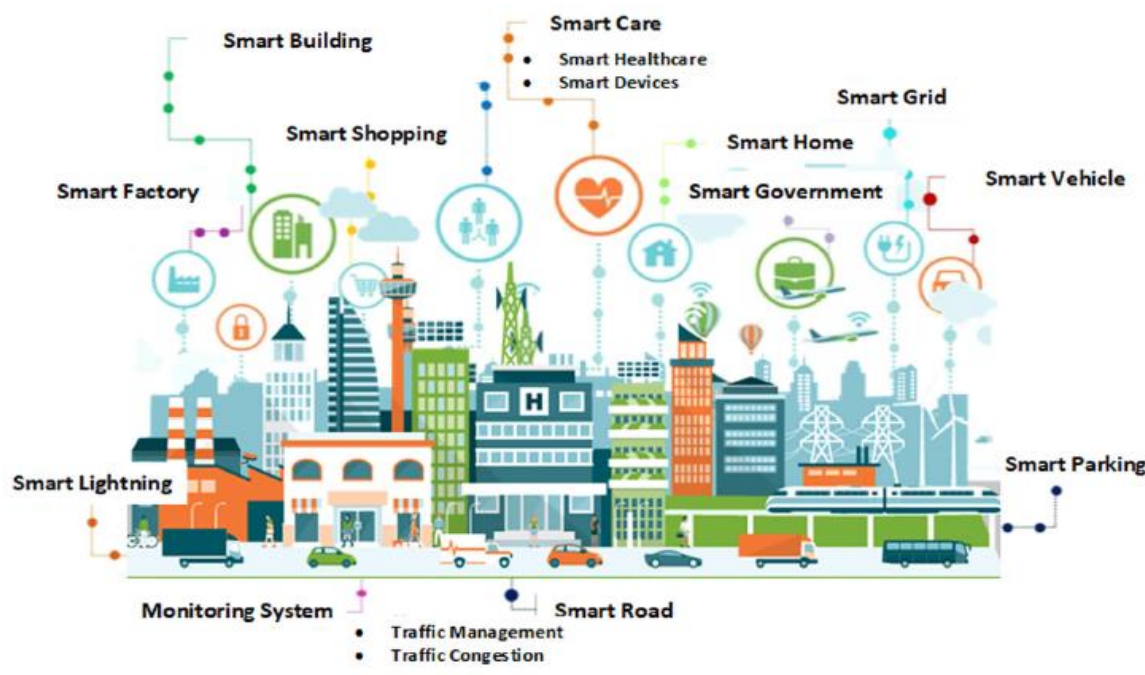 Smart Care
Smart Building
• Smart Healthcare
• Smart Devices
Smart Grid
Smart Shopping
Smart Home
Smart Factory
Smart Government
Smart Vehicle
H
Smart Parking
Smart Lightning
Monitoring System
Smart Road
• Traffic Management
• Traffic Congestion